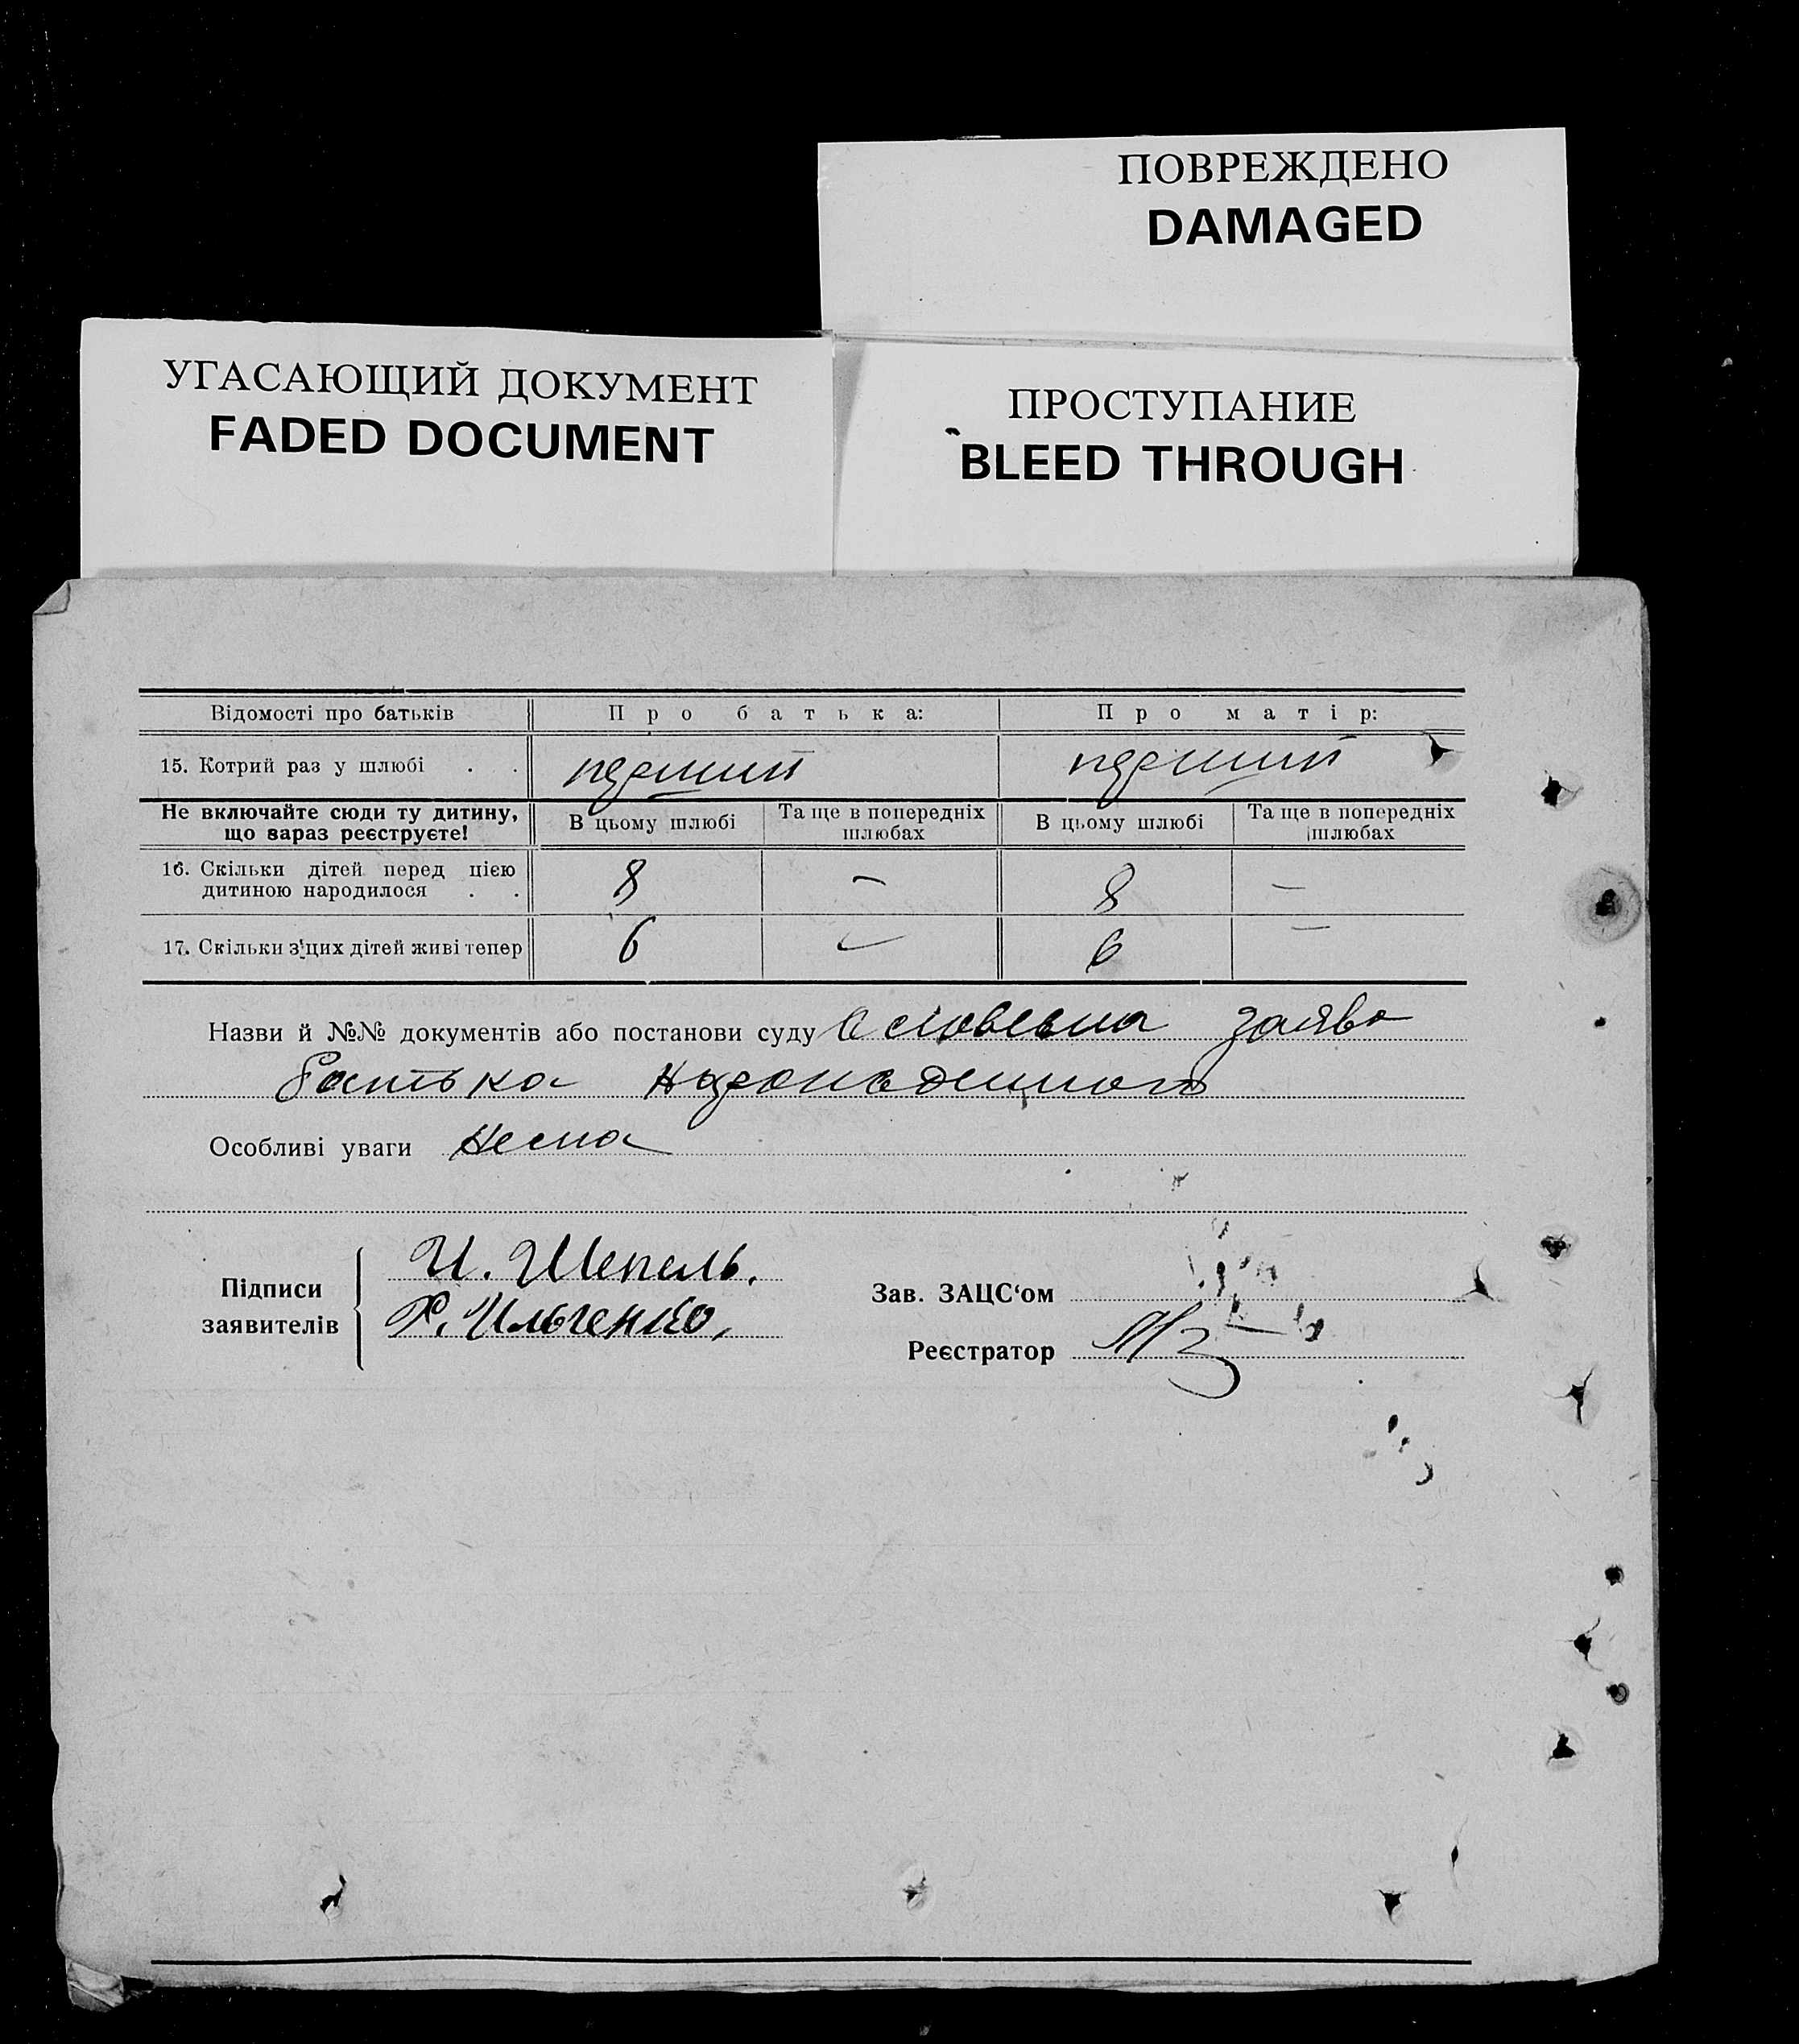 ПОВРЕЖДЕНО
DAMAGED
УГАСАЮЩИЙ ДОКУМЕНТ
FADED DOCUMENT
ПРОСТУПАНИЕ
BLEED THROUGH
Відомості про батьків Про батька: Про матір:
15. Котрий раз у шлюбі . . перший перший
Не включайте сюди ту дитину, що вараз реєструєте! В цьому шлюбі Та ще в попередніх шлюбах В цьому шлюбі Та ще в попередніх шлюбах
16. Скільки дітей перед цією
дитиною народилося . . 8 – 8 –
17. Скільки з'цих дітей живі тепер 6 – 6 –
Назви й №№ документів або постанови суду заява
батька
Особливі уваги Нема
Підписи
заявителів
И. Шепель.
Х. Ильченко,
Зав. ЗАЦС'ом
Реєстратор